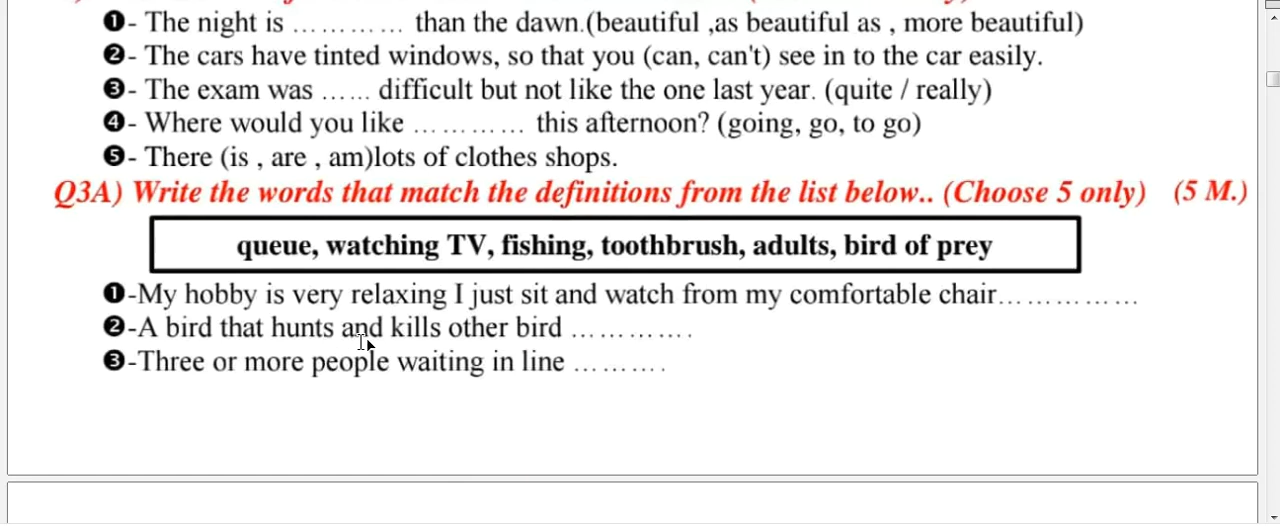 ❶- The night is ………… than the dawn.(beautiful ,as beautiful as , more beautiful)
❷- The cars have tinted windows, so that you (can, can't) see in to the car easily.
❸- The exam was …… difficult but not like the one last year. (quite / really)
❹- Where would you like ………… this afternoon? (going, go, to go)
❺- There (is , are , am)lots of clothes shops.
Q3A) Write the words that match the definitions from the list below.. (Choose 5 only) (5 M.)
queue, watching TV, fishing, toothbrush, adults, bird of prey
❶-My hobby is very relaxing I just sit and watch from my comfortable chair……………
❷-A bird that hunts and kills other bird ………….
❸-Three or more people waiting in line ……….